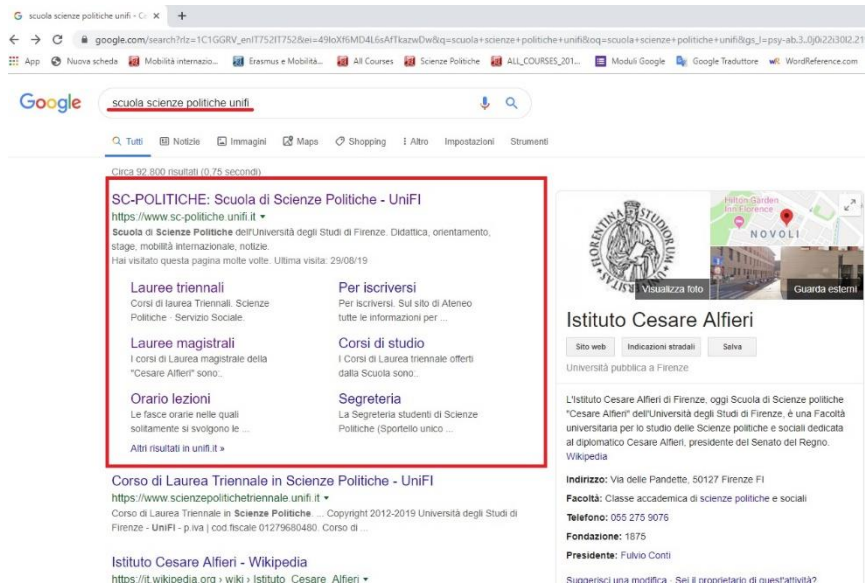 scuola scienze politiche unifi - Ce
google.com/search?rlz=1C1GGRV_enIT752IT752&ei=49loXf6MD4L6sAfTkazwDw&q=scuola+scienze+politiche+unifi&oq=scuola+scienze+politiche+unifi&gs_l=psy-ab.3..0j0i22i30l2.21
App Nuova scheda Mobilità internazio... Erasmus e Mobilità... All Courses Scienze Politiche ALL_COURSES_201... Moduli Google Google Traduttore WordReference.com
Google scuola scienze politiche unifi
Tutti Notizie Immagini Maps Shopping Altro Impostazioni Strumenti
Circa 92.800 risultati (0,75 secondi)
SC-POLITICHE: Scuola di Scienze Politiche - UniFI
https://www.sc-politiche.unifi.it
Scuola di Scienze Politiche dell'Università degli Studi di Firenze. Didattica, orientamento,
stage, mobilità internazionale, notizie.
Hai visitato questa pagina molte volte. Ultima visita: 29/08/19
Lauree triennali
Corsi di laurea Triennali. Scienze
Politiche · Servizio Sociale.
Per iscriversi
Per iscriversi. Sul sito di Ateneo
tutte le informazioni per ...
Lauree magistrali
I corsi di Laurea magistrale della
"Cesare Alfieri" sono:.
Corsi di studio
I Corsi di Laurea triennale offerti
dalla Scuola sono:.
Orario lezioni
Le fasce orarie nelle quali
solitamente si svolgono le ...
Segreteria
La Segreteria studenti di Scienze
Politiche (Sportello unico ...
Altri risultati in unifi.it »
Corso di Laurea Triennale in Scienze Politiche - UniFI
https://www.scienzepolitichetriennale.unifi.it
Corso di Laurea Triennale in Scienze Politiche. ... Copyright 2012-2019 Università degli Studi di
Firenze - UniFI - p.iva | cod fiscale 01279680480. Corso di ...
Istituto Cesare Alfieri - Wikipedia
https://it.wikipedia.org › wiki › Istituto_Cesare_Alfieri
Hilton Garden
Inn Florence
NOVOLI
Visualizza foto
Guarda esterni
Istituto Cesare Alfieri
Sito web Indicazioni stradali Salva
Università pubblica a Firenze
L'Istituto Cesare Alfieri di Firenze, oggi Scuola di Scienze politiche
"Cesare Alfieri" dell'Università degli Studi di Firenze, è una Facoltà
universitaria per lo studio delle Scienze politiche e sociali dedicata
al diplomatico Cesare Alfieri, presidente del Senato del Regno.
Wikipedia
Indirizzo: Via delle Pandette, 50127 Firenze FI
Facoltà: Classe accademica di scienze politiche e sociali
Telefono: 055 275 9076
Fondazione: 1875
Presidente: Fulvio Conti
Suggerisci una modifica · Sei il proprietario di quest'attività?